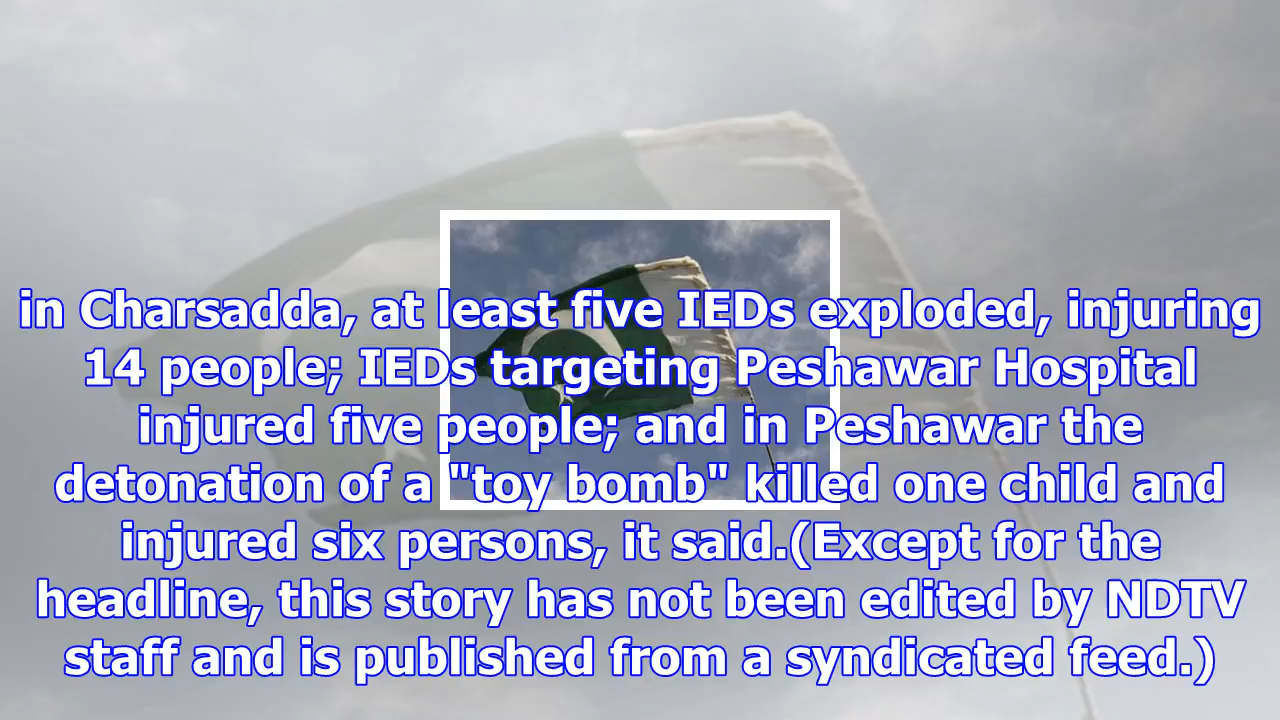 in Charsadda, at least five IEDs exploded, injuring
14 people; IEDs targeting Peshawar Hospital
injured five people; and in Peshawar the
detonation of a "toy bomb" killed one child and
injured six persons, it said.(Except for the
headline, this story has not been edited by NDTV
staff and is published from a syndicated feed.)